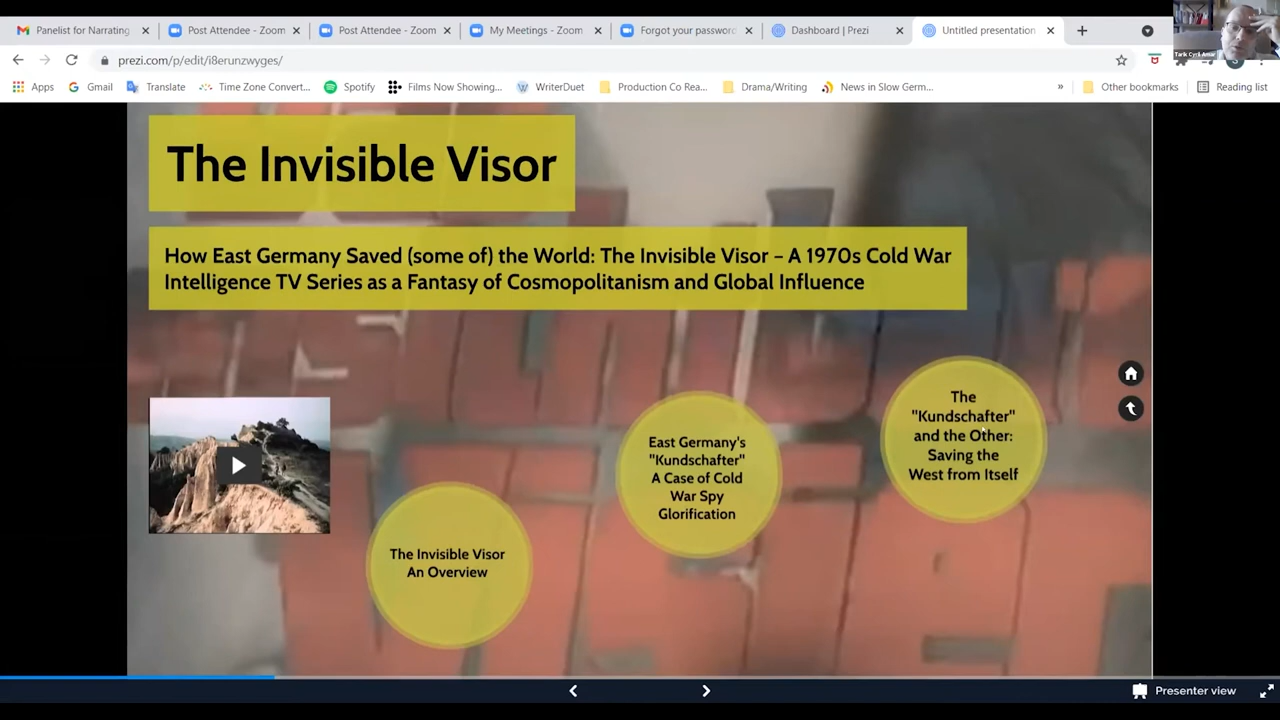 Panelist for Narrating
Post Attendee - Zoom
Post Attendee - Zoom
My Meetings - Zoom
Forgot your password
Dashboard | Prezi
Untitled presentation
prezi.com/p/edit/i8erunzwyges/
Apps
Gmail
Translate
Time Zone Convert...
Spotify
Films Now Showing...
WriterDuet
Production Co Rea...
Drama/Writing
News in Slow Germ...
»
Other bookmarks
Reading list
Tarik Cyril Amar
The Invisible Visor
How East Germany Saved (some of) the World: The Invisible Visor – A 1970s Cold War
Intelligence TV Series as a Fantasy of Cosmopolitanism and Global Influence
The Invisible Visor
An Overview
East Germany's
"Kundschafter"
A Case of Cold
War Spy
Glorification
The
"Kundschafter"
and the Other:
Saving the
West from Itself
Presenter view